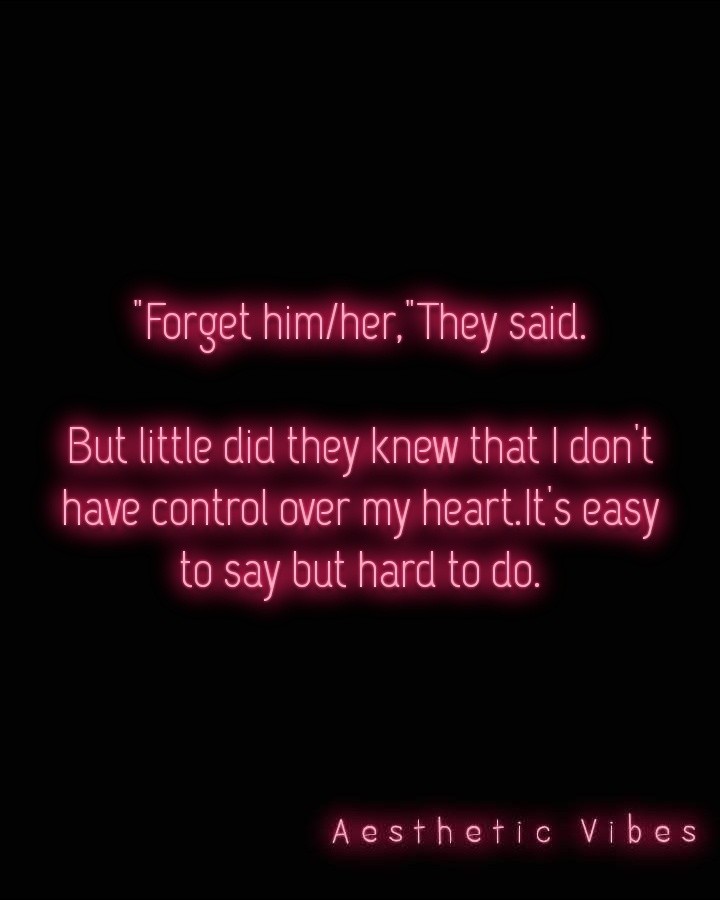 "Forget him/her,"They said.
But little did they knew that I don't
have control over my heart.It's easy
to say but hard to do.
Aesthetic Vibes